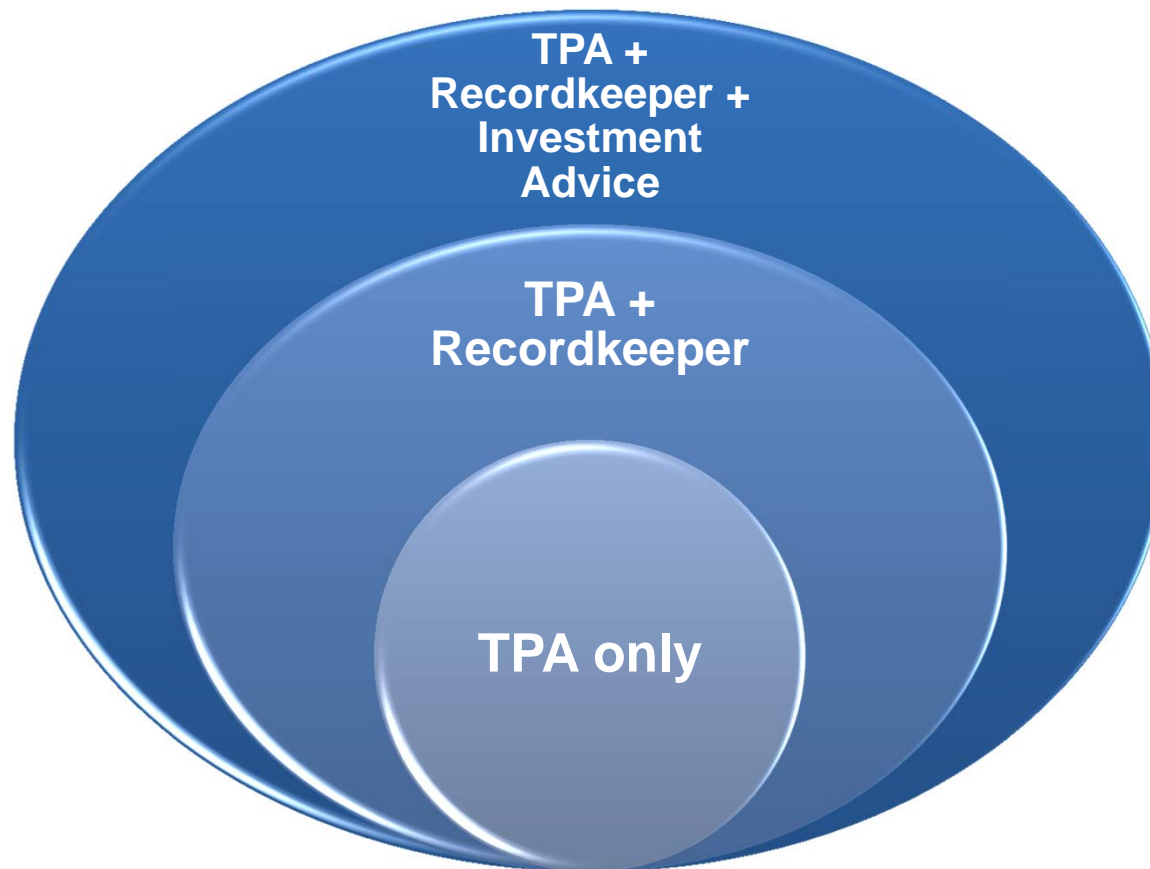 TPA +
Recordkeeper +
Investment
Advice
TPA +
Recordkeeper
TPA only